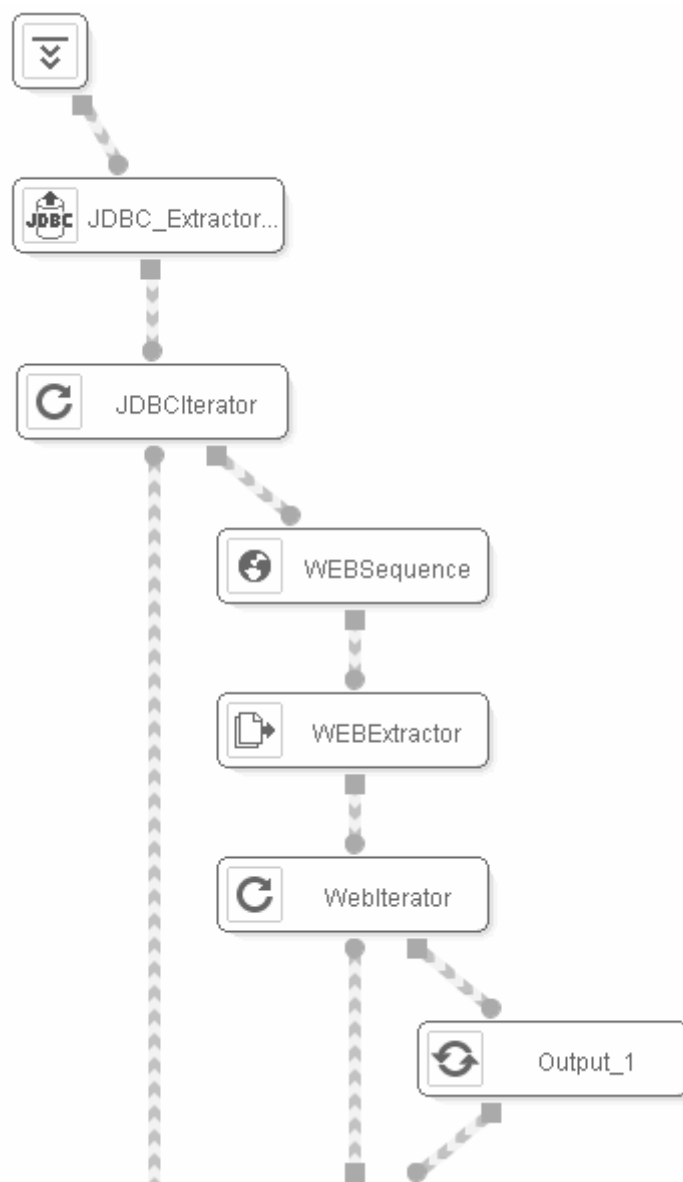 JDBC
JDBC_Extractor...
JDBCIterator
WEBSequence
WEBExtractor
WebIterator
Output_1